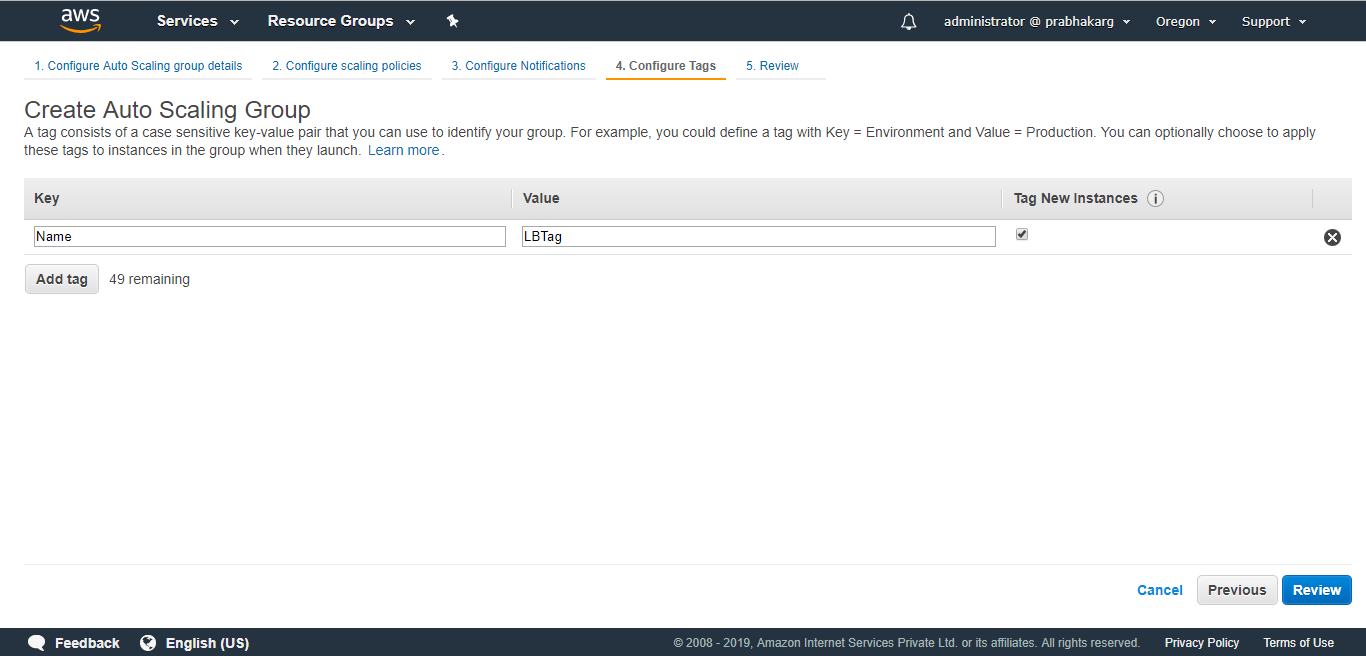 aws Services Resource Groups administrator @ prabhakarg Oregon Support
1. Configure Auto Scaling group details 2. Configure scaling policies 3. Configure Notifications 4. Configure Tags 5. Review
Create Auto Scaling Group
A tag consists of a case sensitive key-value pair that you can use to identify your group. For example, you could define a tag with Key = Environment and Value = Production. You can optionally choose to apply
these tags to instances in the group when they launch. Learn more.
Key Value Tag New Instances i
Name LBTag
Add tag 49 remaining
Cancel Previous Review
Feedback English (US) © 2008 - 2019, Amazon Internet Services Private Ltd. or its affiliates. All rights reserved. Privacy Policy Terms of Use